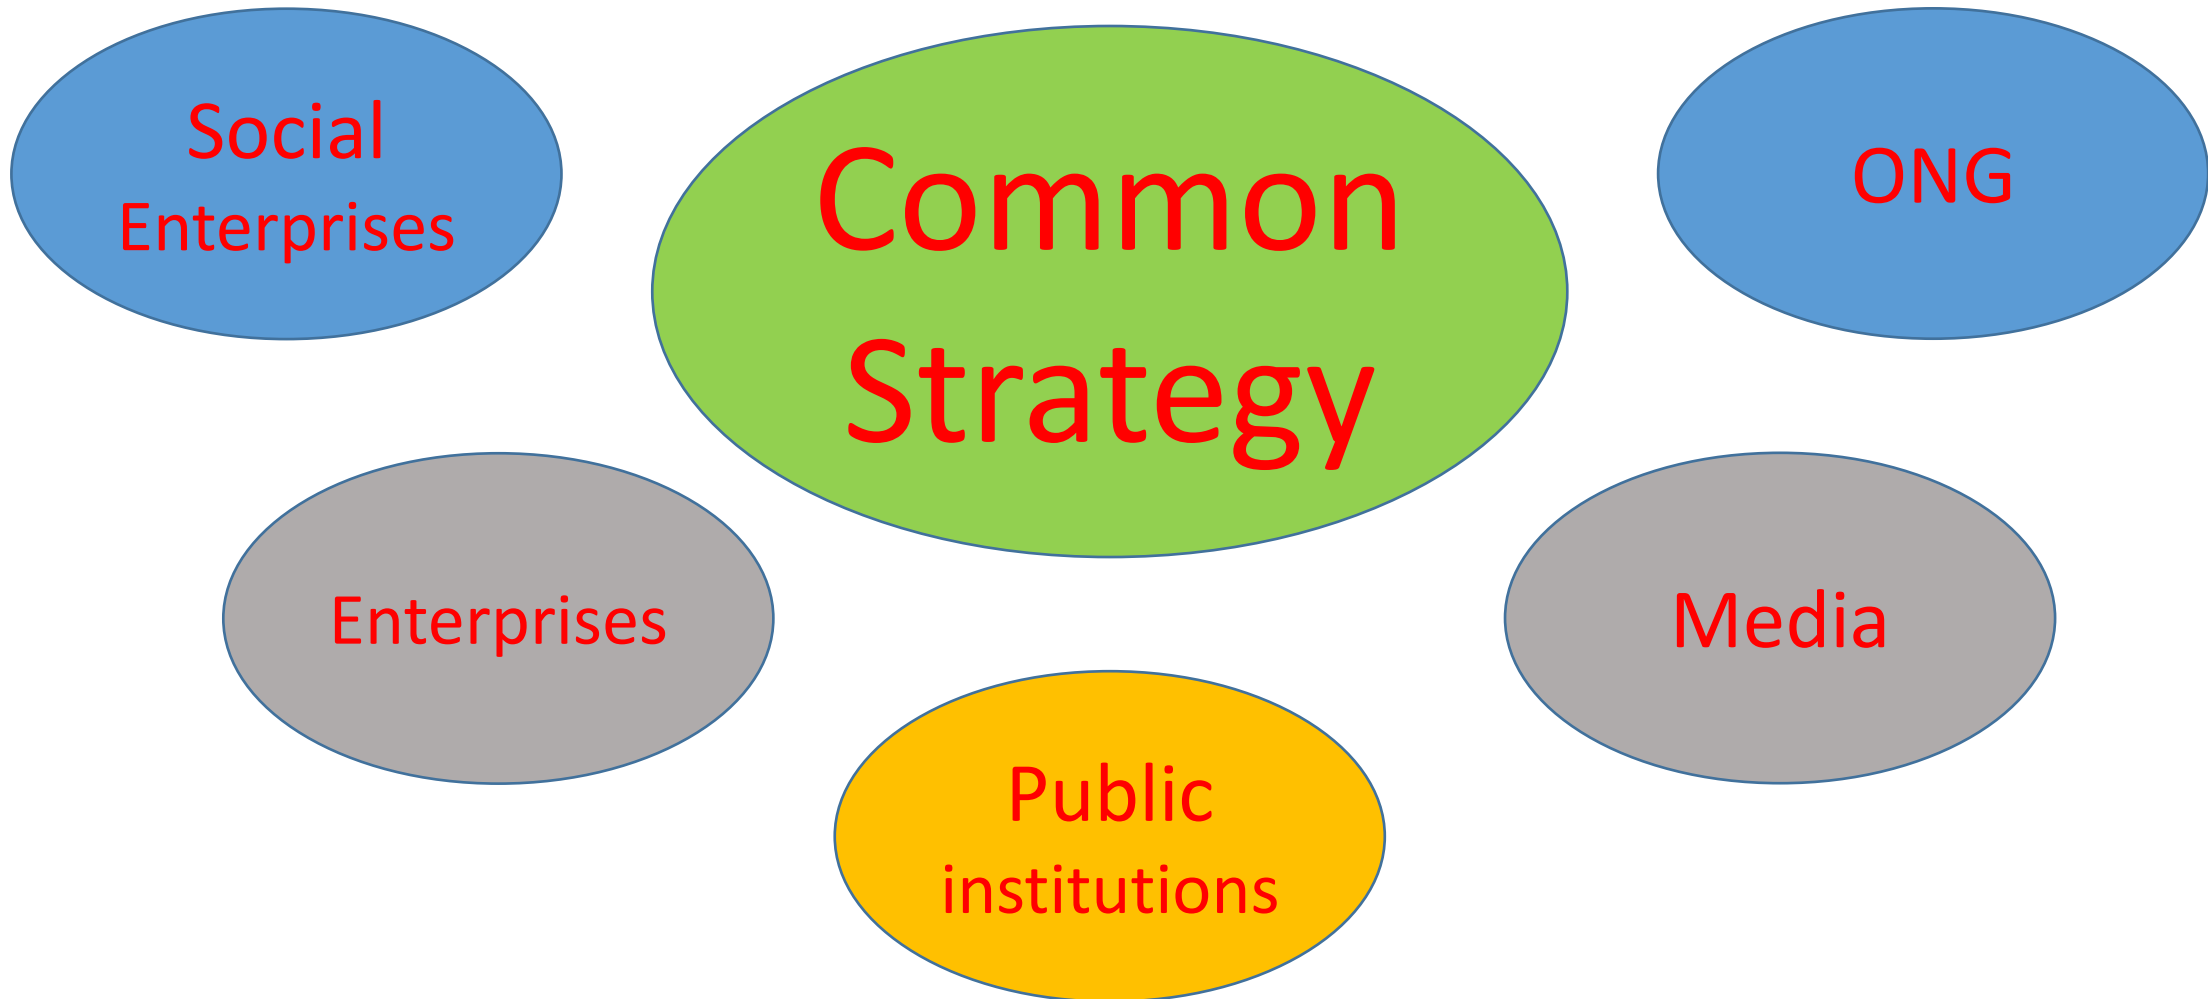 Social
Enterprises
Common
Strategy
ONG
Enterprises
Media
Public
institutions